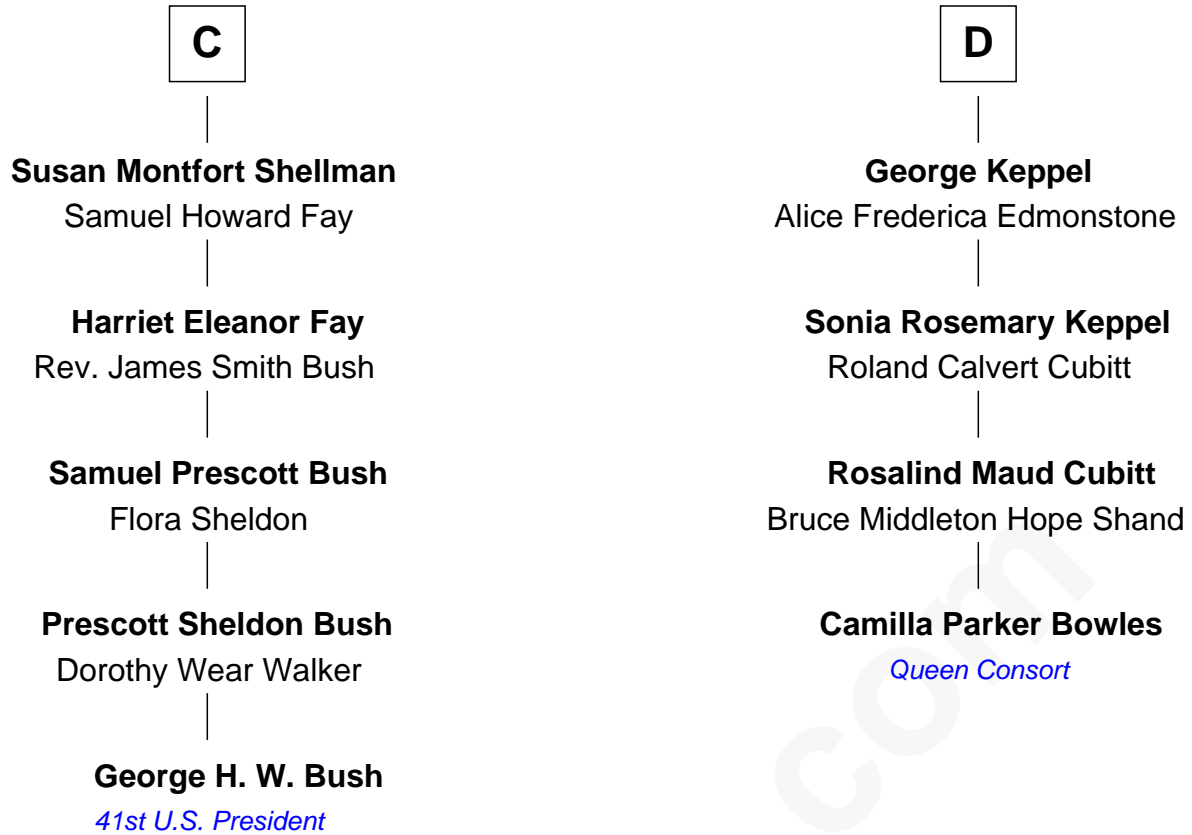 C
Susan Montfort Shellman
Samuel Howard Fay
Harriet Eleanor Fay
Rev. James Smith Bush
Samuel Prescott Bush
Flora Sheldon
Prescott Sheldon Bush
Dorothy Wear Walker
George H. W. Bush
41st U.S. President
D
George Keppel
Alice Frederica Edmonstone
Sonia Rosemary Keppel
Roland Calvert Cubitt
Rosalind Maud Cubitt
Bruce Middleton Hope Shand
Camilla Parker Bowles
Queen Consort
com